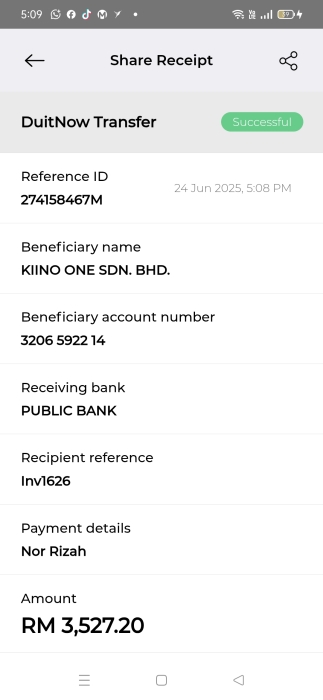 5:09
Share Receipt
DuitNow Transfer
Successful
Reference ID
274158467M
24 Jun 2025, 5:08 PM
Beneficiary name
KIINO ONE SDN. BHD.
Beneficiary account number
3206 5922 14
Receiving bank
PUBLIC BANK
Recipient reference
Inv1626
Payment details
Nor Rizah
Amount
RM 3,527.20